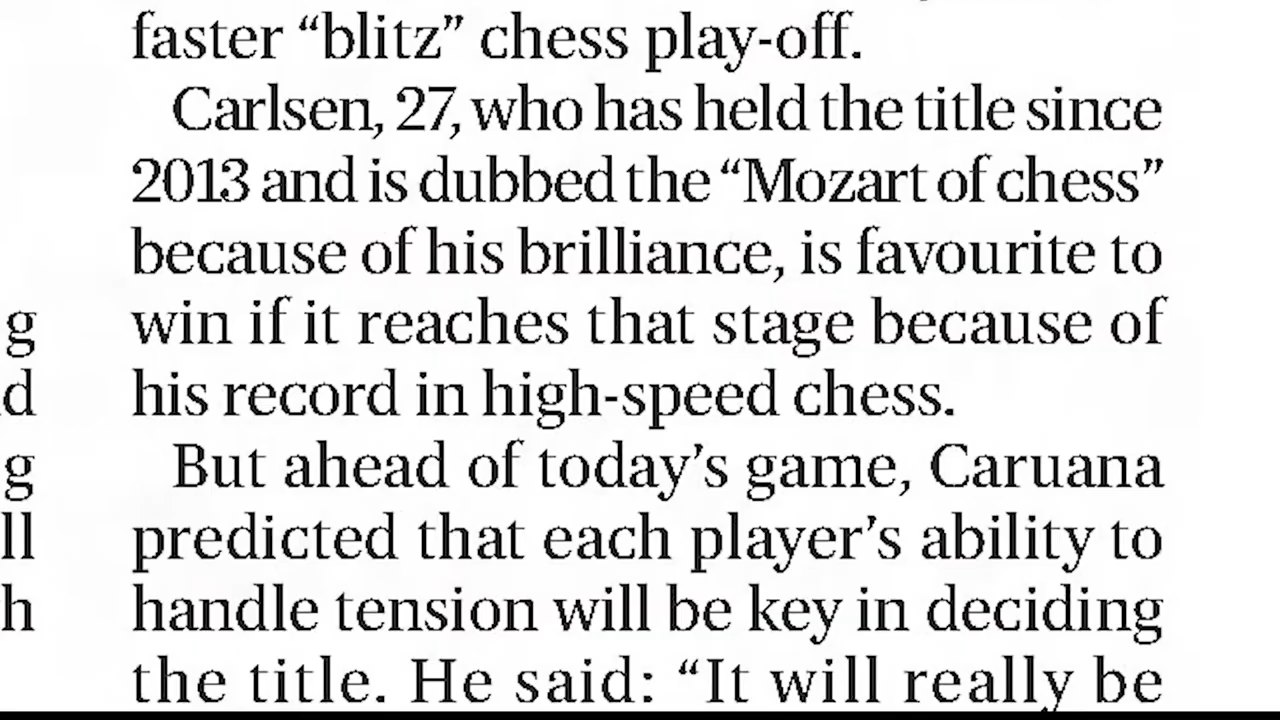 faster “blitz” chess play-off.
Carlsen, 27, who has held the title since
2013 and is dubbed the “Mozart of chess”
because of his brilliance, is favourite to
win if it reaches that stage because of
his record in high-speed chess.
But ahead of today’s game, Caruana
predicted that each player’s ability to
handle tension will be key in deciding
the title. He said: “It will really be
g
d
g
ll
h